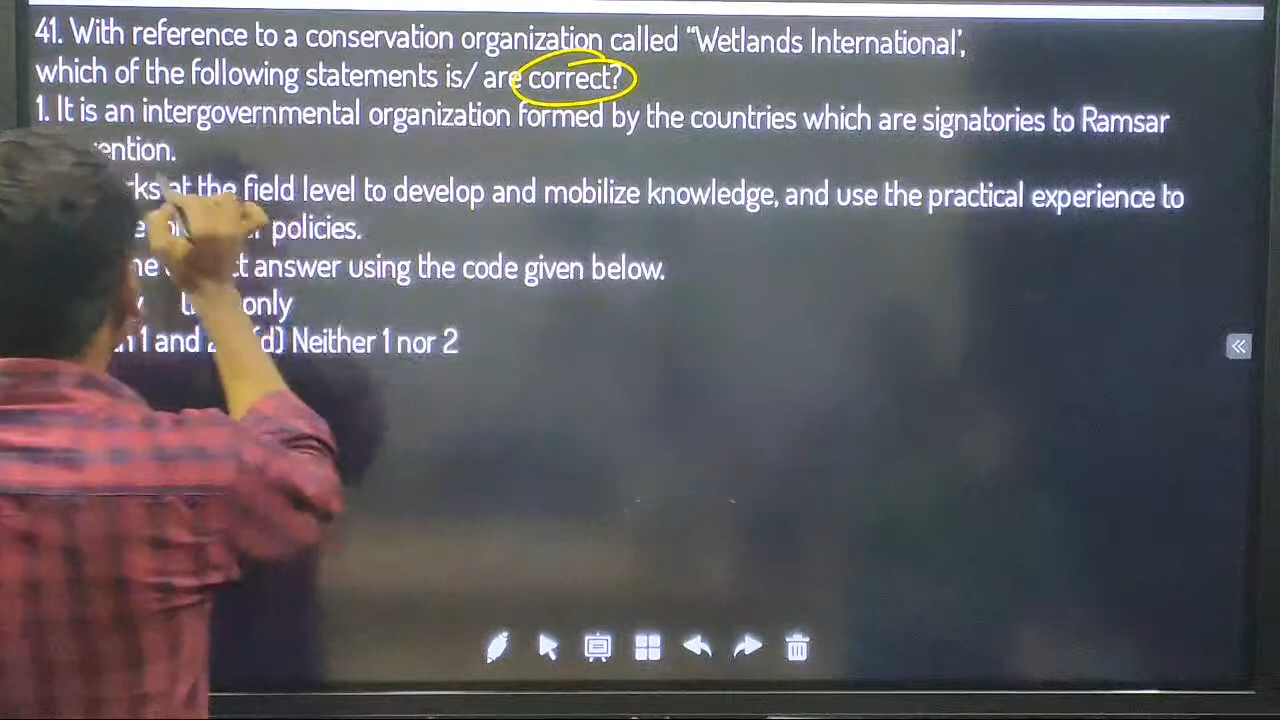 41. With reference to a conservation organization called “Wetlands International’,
which of the following statements is/ are correct?
1. It is an intergovernmental organization formed by the countries which are signatories to Ramsar
at the field level to develop and mobilize knowledge, and use the practical experience to
policies.
answer using the code given below.
only
1 and (d) Neither 1 nor 2